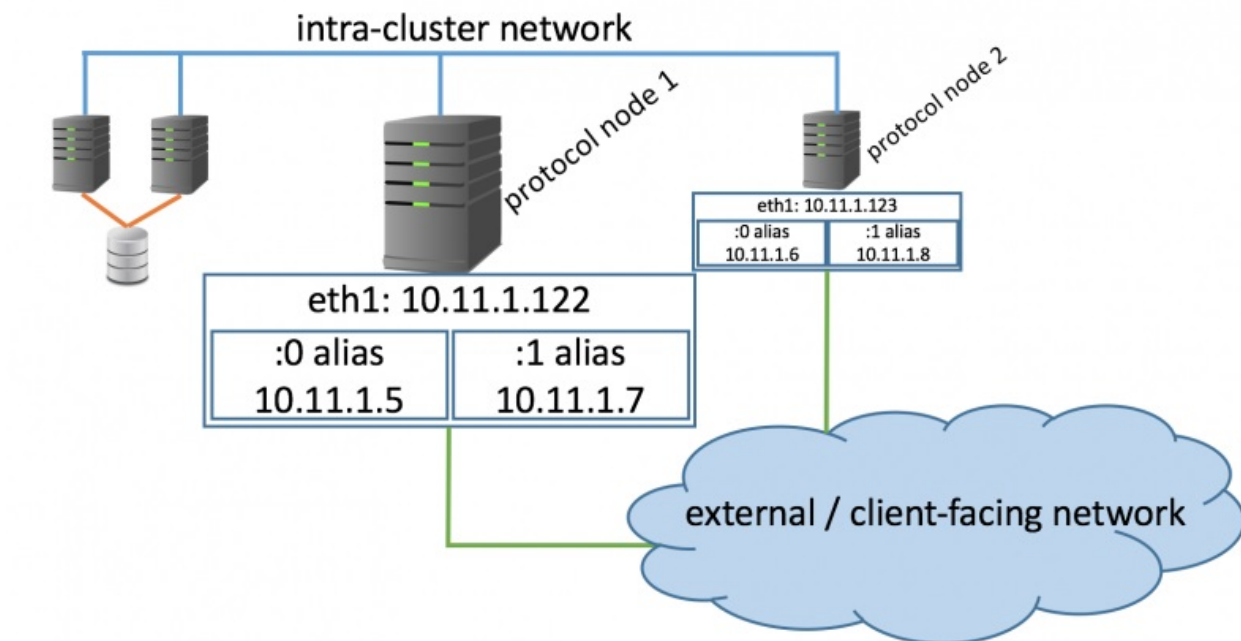 intra-cluster network
protocol node 1
protocol node 2
eth1: 10.11.1.123
:0 alias
10.11.1.6
:1 alias
10.11.1.8
eth1: 10.11.1.122
:0 alias
10.11.1.5
:1 alias
10.11.1.7
external / client-facing network